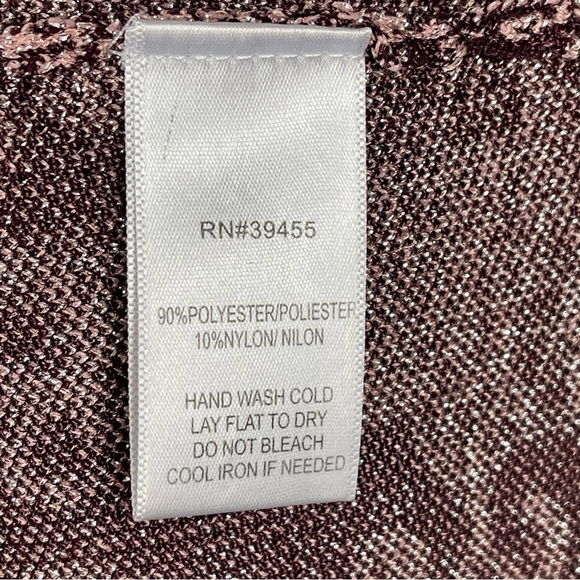 RN#39455
90%POLYESTER/POLIESTER
10%NYLON/ NILON
HAND WASH COLD
LAY FLAT TO DRY
DO NOT BLEACH
COOL IRON IF NEEDED